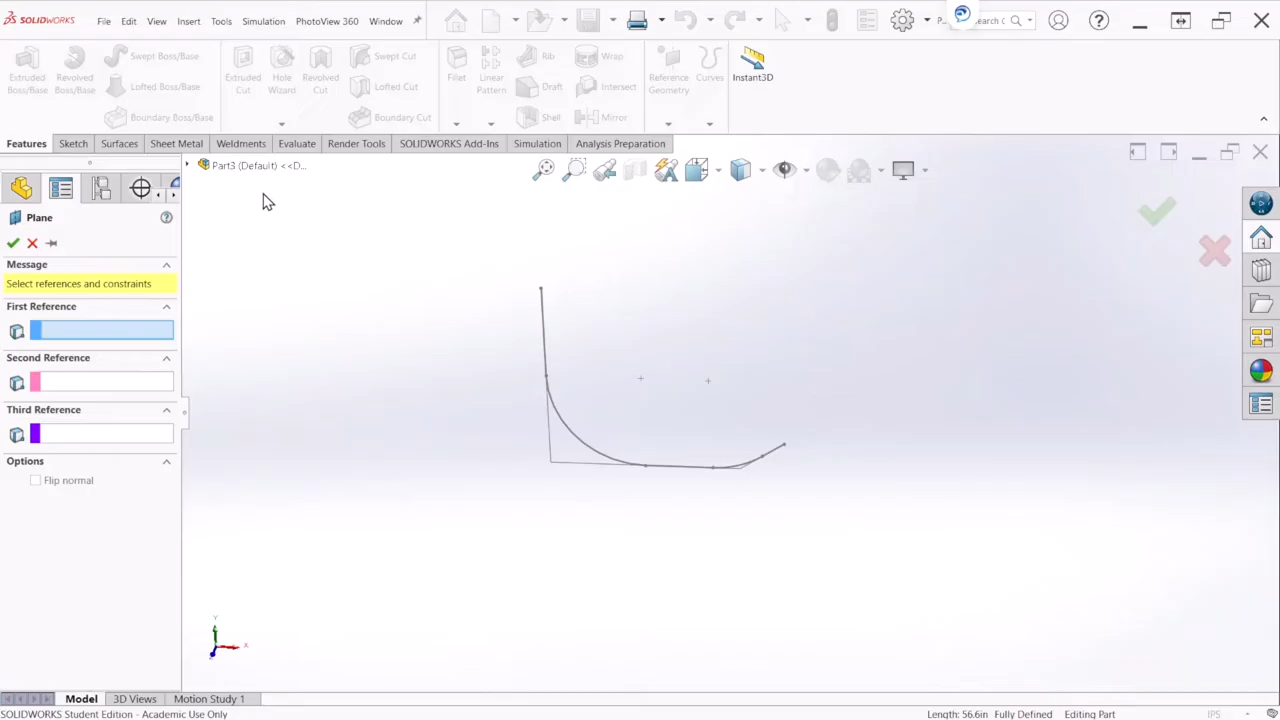 SOLIDWORKS File Edit View Insert Tools Simulation PhotoView 360 Window P...
Extruded Boss/Base
Revolved Boss/Base
Swept Boss/Base
Lofted Boss/Base
Boundary Boss/Base
Extruded Cut
Hole Wizard
Revolved Cut
Swept Cut
Lofted Cut
Boundary Cut
Fillet
Linear Pattern
Rib
Draft
Shell
Wrap
Intersect
Mirror
Reference Geometry
Curves
Instant3D
Features Sketch Surfaces Sheet Metal Weldments Evaluate Render Tools SOLIDWORKS Add-Ins Simulation Analysis Preparation
Part3 (Default) <<D...
Plane
Message
Select references and constraints
First Reference
Second Reference
Third Reference
Options
Flip normal
Y
X
Z
Model 3D Views Motion Study 1
SOLIDWORKS Student Edition - Academic Use Only Length: 56.6in Fully Defined Editing Part IPS